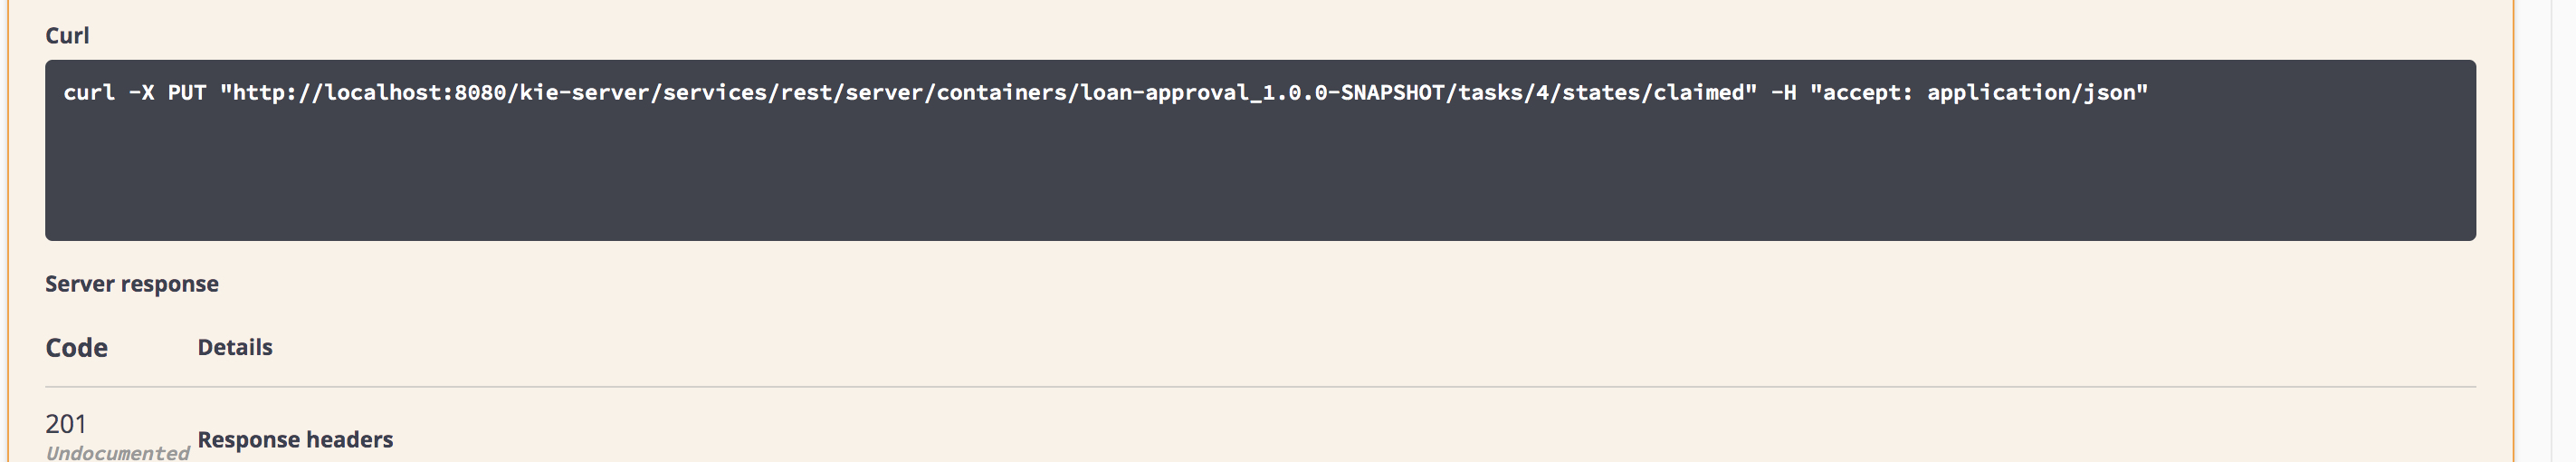 Curl
curl -X PUT "http://localhost:8080/kie-server/services/rest/server/containers/loan-approval_1.0.0-SNAPSHOT/tasks/4/states/claimed" -H "accept: application/json"
Server response
Code Details
201
Undocumented Response headers